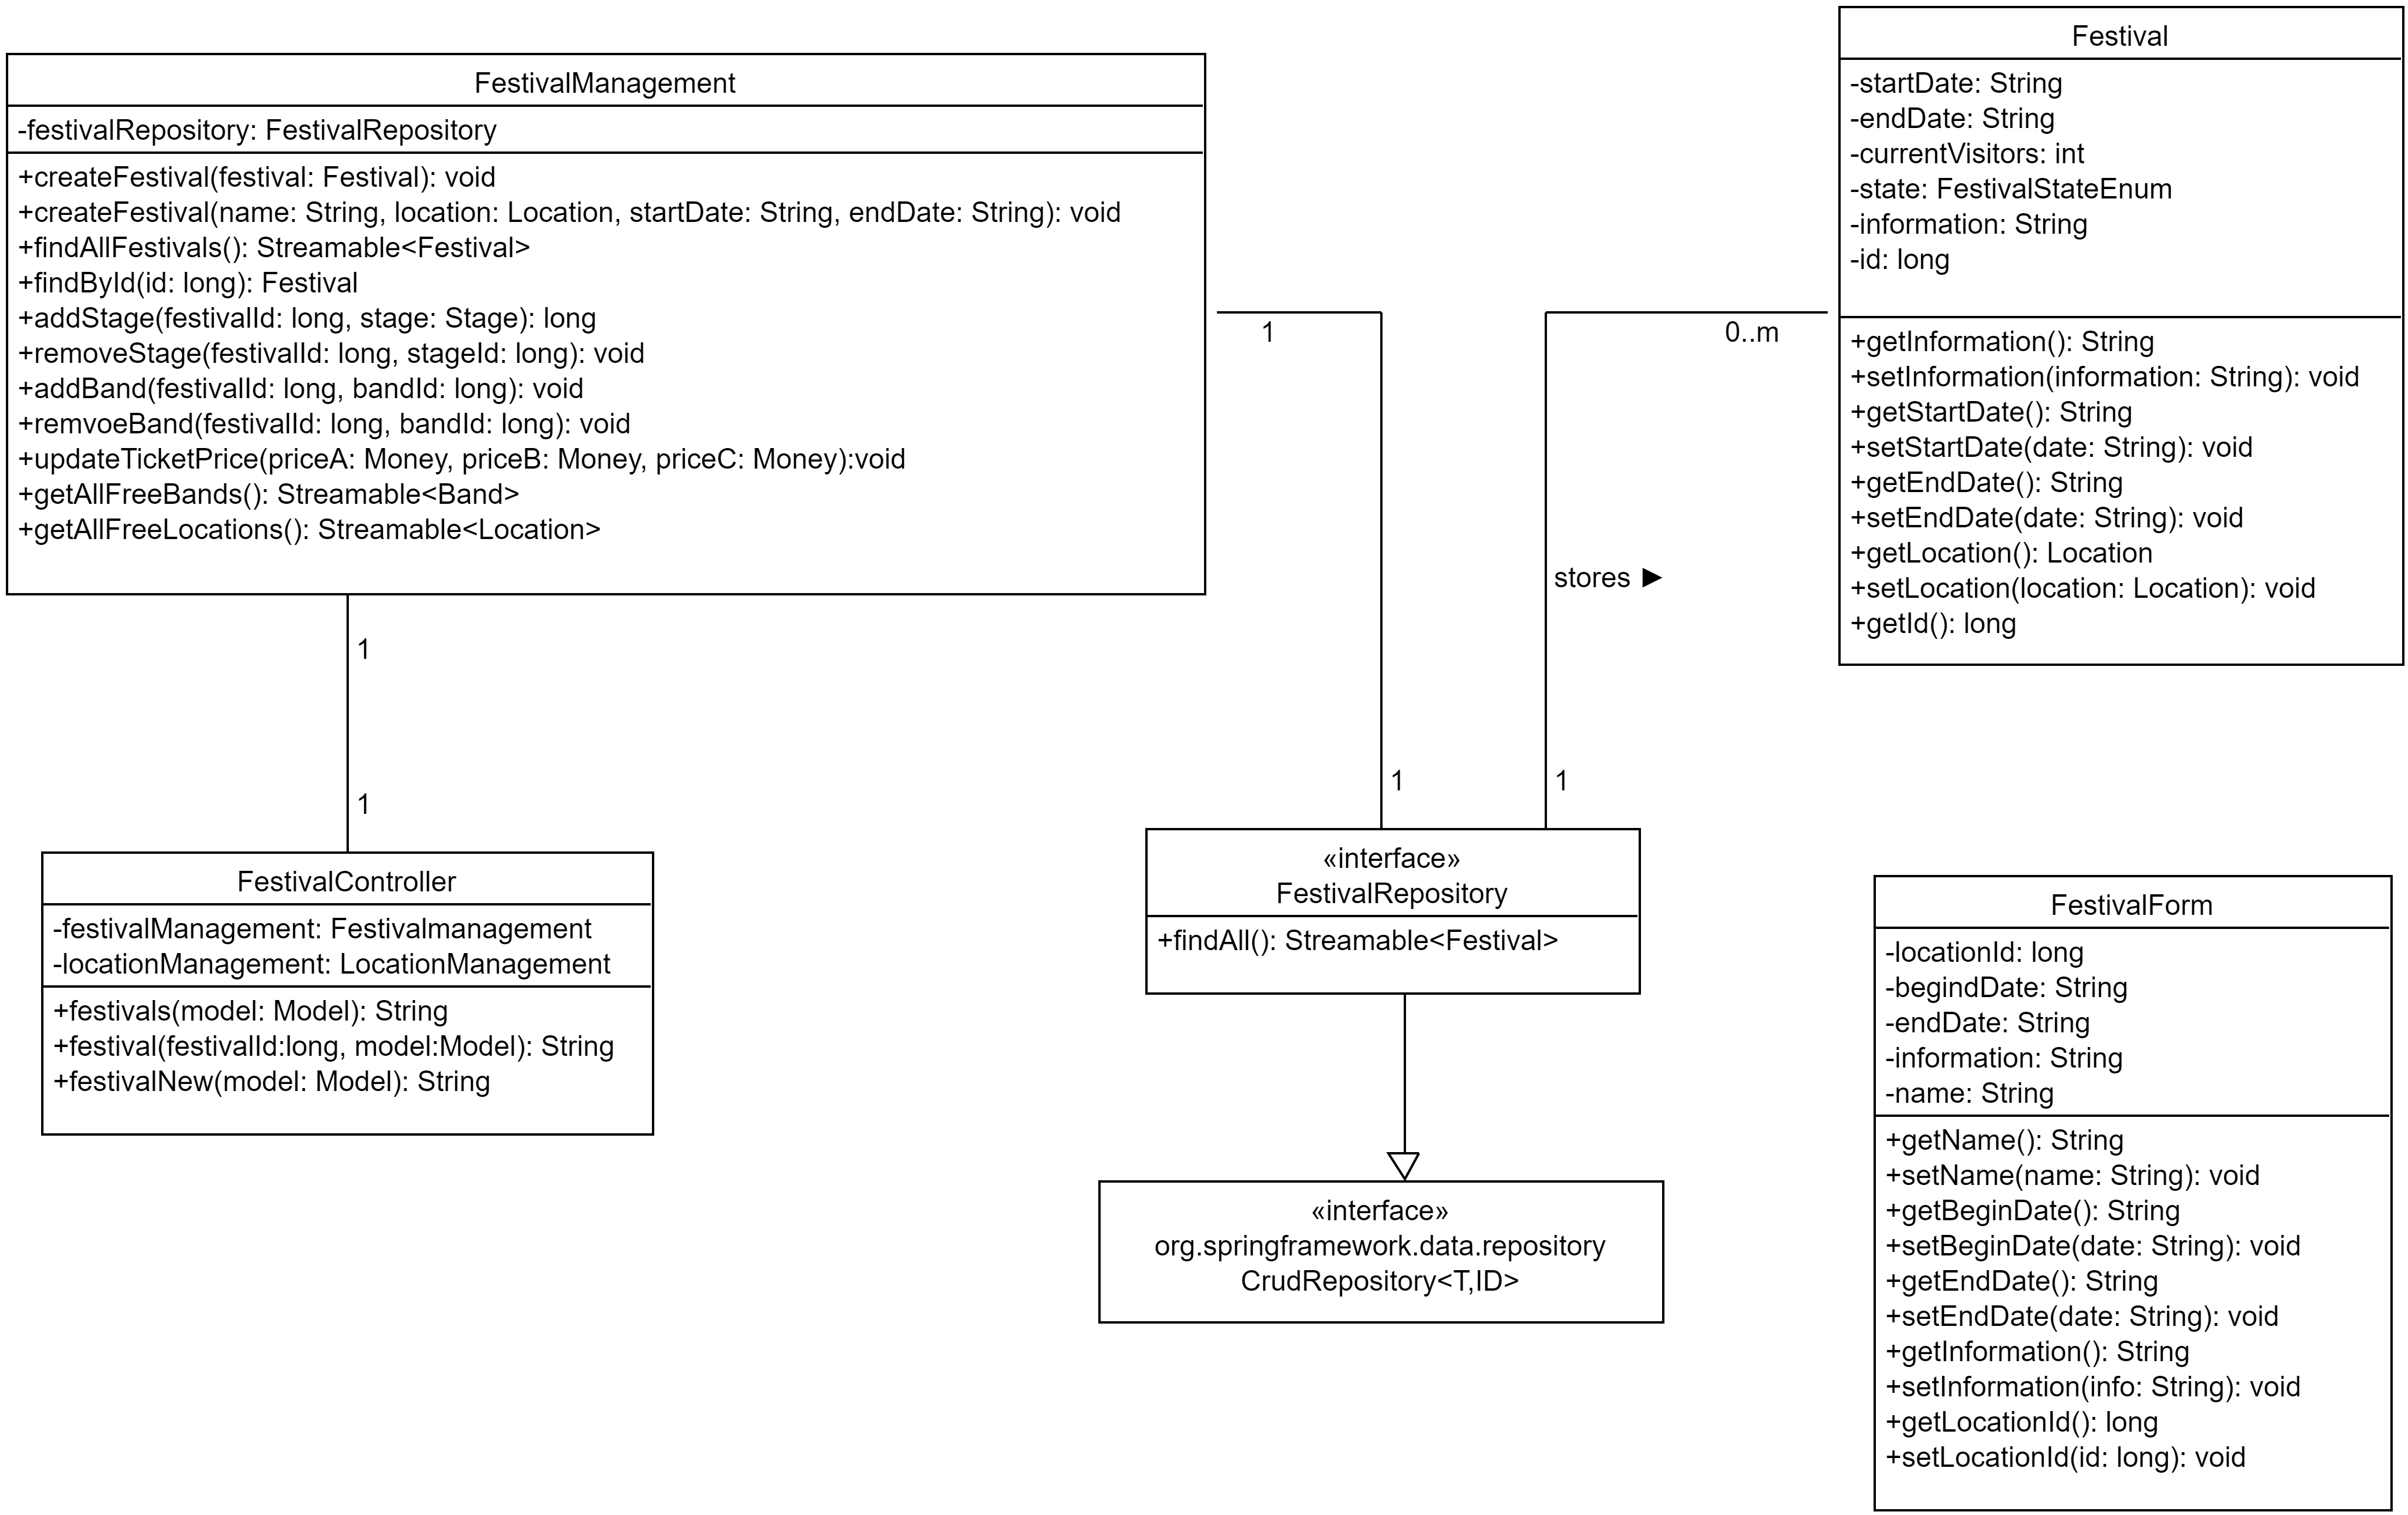 FestivalManagement
-festivalRepository: FestivalRepository
+createFestival(festival: Festival): void
+createFestival(name: String, location: Location, startDate: String, endDate: String): void
+findAllFestivals(): Streamable<Festival>
+findById(id: long): Festival
+addStage(festivalId: long, stage: Stage): long
+removeStage(festivalId: long, stageId: long): void
+addBand(festivalId: long, bandId: long): void
+remvoeBand(festivalId: long, bandId: long): void
+updateTicketPrice(priceA: Money, priceB: Money, priceC: Money):void
+getAllFreeBands(): Streamable<Band>
+getAllFreeLocations(): Streamable<Location>
1
0..m
Festival
-startDate: String
-endDate: String
-currentVisitors: int
-state: FestivalStateEnum
-information: String
-id: long
+getInformation(): String
+setInformation(information: String): void
+getStartDate(): String
+setStartDate(date: String): void
+getEndDate(): String
+setEndDate(date: String): void
+getLocation(): Location
+setLocation(location: Location): void
+getId(): long
stores ►
1
1
1
1
FestivalController
-festivalManagement: Festivalmanagement
-locationManagement: LocationManagement
+festivals(model: Model): String
+festival(festivalId:long, model:Model): String
+festivalNew(model: Model): String
«interface»
FestivalRepository
+findAll(): Streamable<Festival>
«interface»
org.springframework.data.repository
CrudRepository<T,ID>
FestivalForm
-locationId: long
-begindDate: String
-endDate: String
-information: String
-name: String
+getName(): String
+setName(name: String): void
+getBeginDate(): String
+setBeginDate(date: String): void
+getEndDate(): String
+setEndDate(date: String): void
+getInformation(): String
+setInformation(info: String): void
+getLocationId(): long
+setLocationId(id: long): void